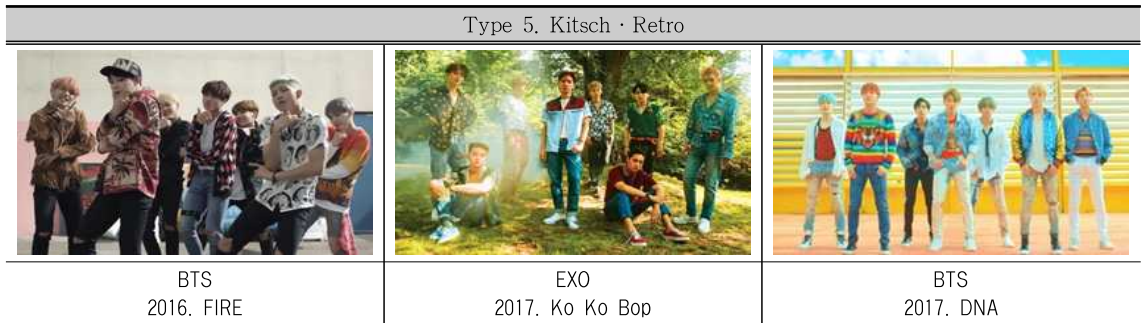 Type 5. Kitsch · Retro
BTS
2016. FIRE
EXO
2017. Ko Ko Bop
BTS
2017. DNA